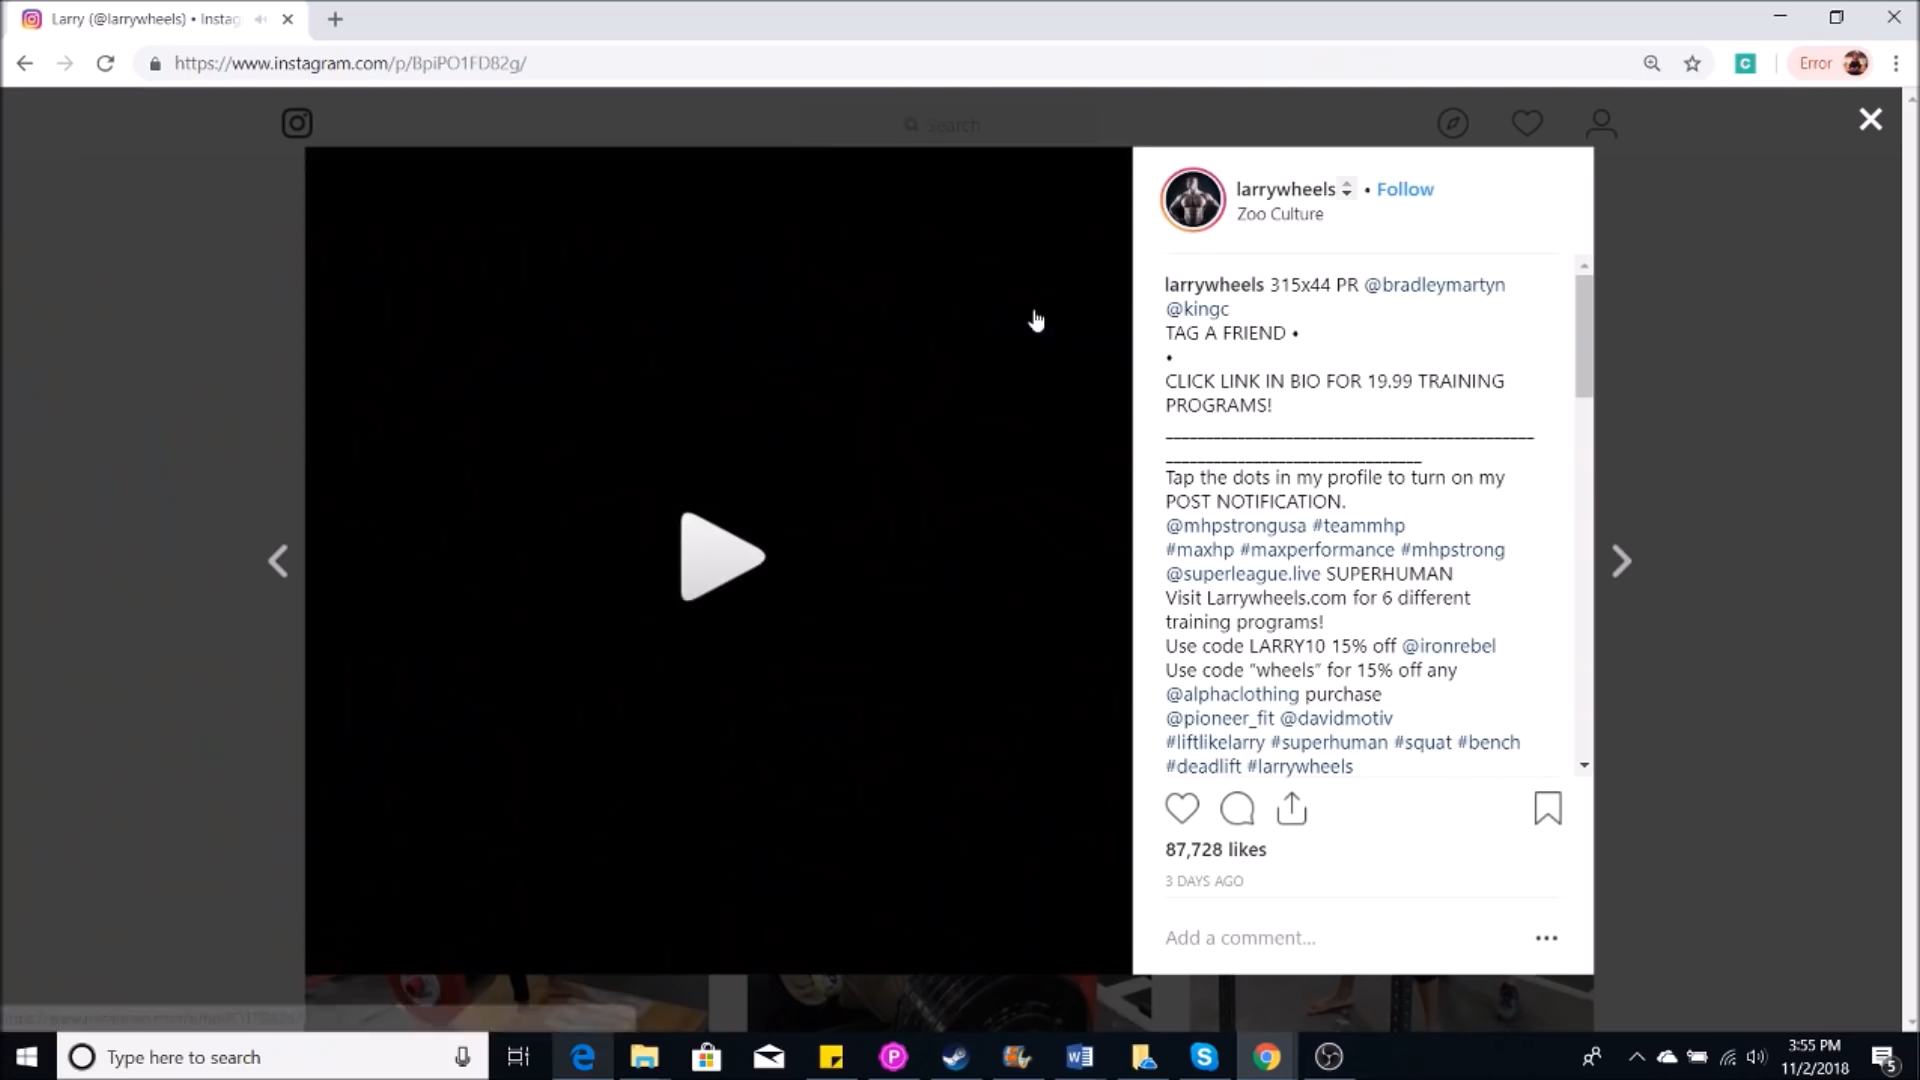 Larry (@larrywheels) • Instag
https://www.instagram.com/p/BpiPO1FD82g/
Error
Search
larrywheels • Follow
Zoo Culture
larrywheels 315x44 PR @bradleymartyn
@kingc
TAG A FRIEND •
•
CLICK LINK IN BIO FOR 19.99 TRAINING
PROGRAMS!
______________________________________________
________________________________
Tap the dots in my profile to turn on my
POST NOTIFICATION.
@mhpstrongusa #teammhp
#maxhp #maxperformance #mhpstrong
@superleague.live SUPERHUMAN
Visit Larrywheels.com for 6 different
training programs!
Use code LARRY10 15% off @ironrebel
Use code “wheels” for 15% off any
@alphaclothing purchase
@pioneer_fit @davidmotiv
#liftlikelarry #superhuman #squat #bench
#deadlift #larrywheels
87,728 likes
3 DAYS AGO
Add a comment...
Type here to search
3:55 PM
11/2/2018
5